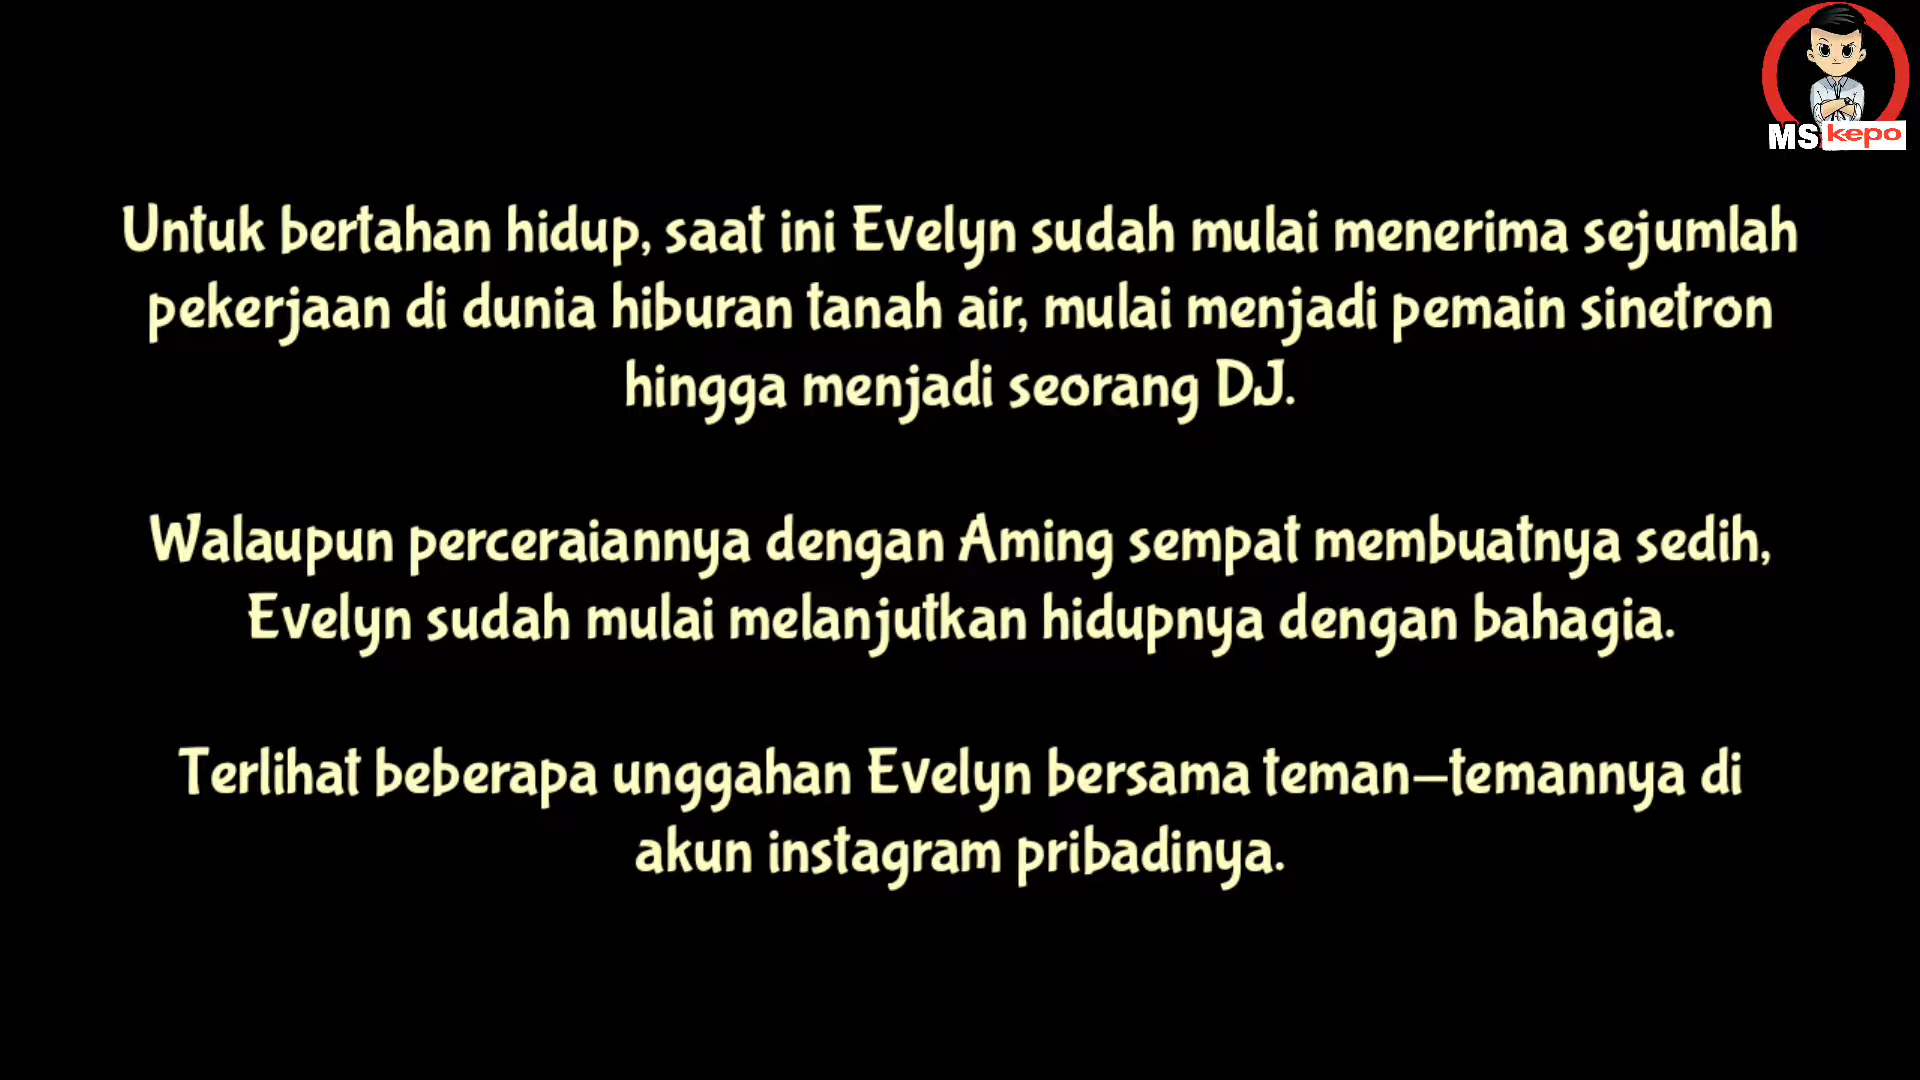 MS kepo
Untuk bertahan hidup, saat ini Evelyn sudah mulai menerima sejumlah
pekerjaan di dunia hiburan tanah air, mulai menjadi pemain sinetron
hingga menjadi seorang DJ.
Walaupun perceraiannya dengan Aming sempat membuatnya sedih,
Evelyn sudah mulai melanjutkan hidupnya dengan bahagia.
Terlihat beberapa unggahan Evelyn bersama teman-temannya di
akun instagram pribadinya.